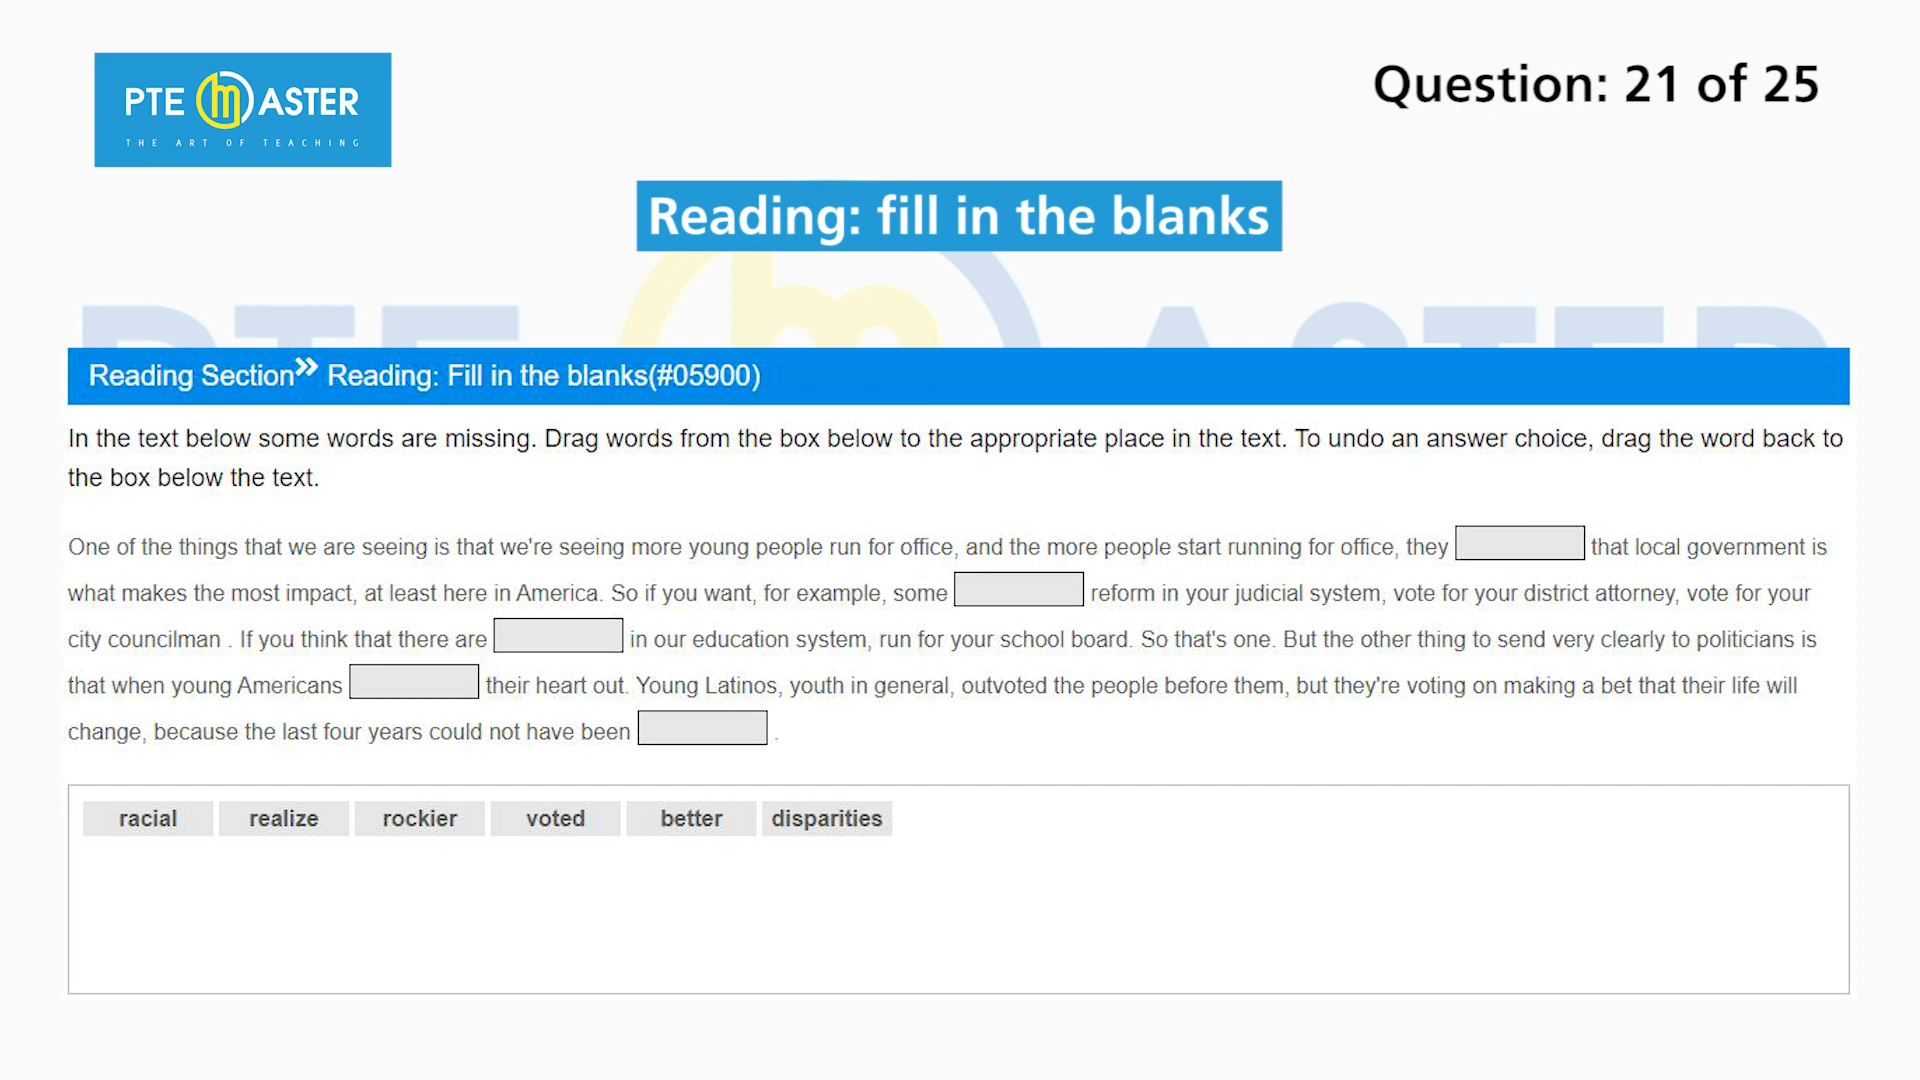 PTE MASTER
THE ART OF TEACHING
Question: 21 of 25
Reading: fill in the blanks
PTE MASTER
Reading Section» Reading: Fill in the blanks(#05900)
In the text below some words are missing. Drag words from the box below to the appropriate place in the text. To undo an answer choice, drag the word back to
the box below the text.
One of the things that we are seeing is that we're seeing more young people run for office, and the more people start running for office, they that local government is
what makes the most impact, at least here in America. So if you want, for example, some reform in your judicial system, vote for your district attorney, vote for your
city councilman . If you think that there are in our education system, run for your school board. So that's one. But the other thing to send very clearly to politicians is
that when young Americans their heart out. Young Latinos, youth in general, outvoted the people before them, but they're voting on making a bet that their life will
change, because the last four years could not have been .
racial realize rockier voted better disparities